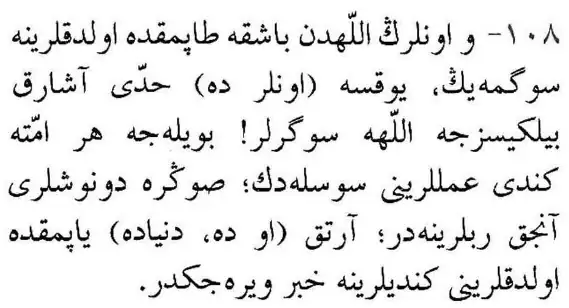 ١٠٨- و اونلرڭ اللّهدن باشقه طاپمقده اولدقلرينه
سوگمه‌يڭ، يوقسه (اونلر ده) حدّى آشارق
بيلگيسزجه اللّهه سوگرلر! بويله‌جه هر امّته
كندى عمللرينى سوسله‌دك؛ صوڭره دونوشلرى
آنجق ربلرينه‌در؛ آرتق (او ده، دنياده) ياپمقده
اولدقلرينى كنديلرينه خبر ويره‌جكدر.